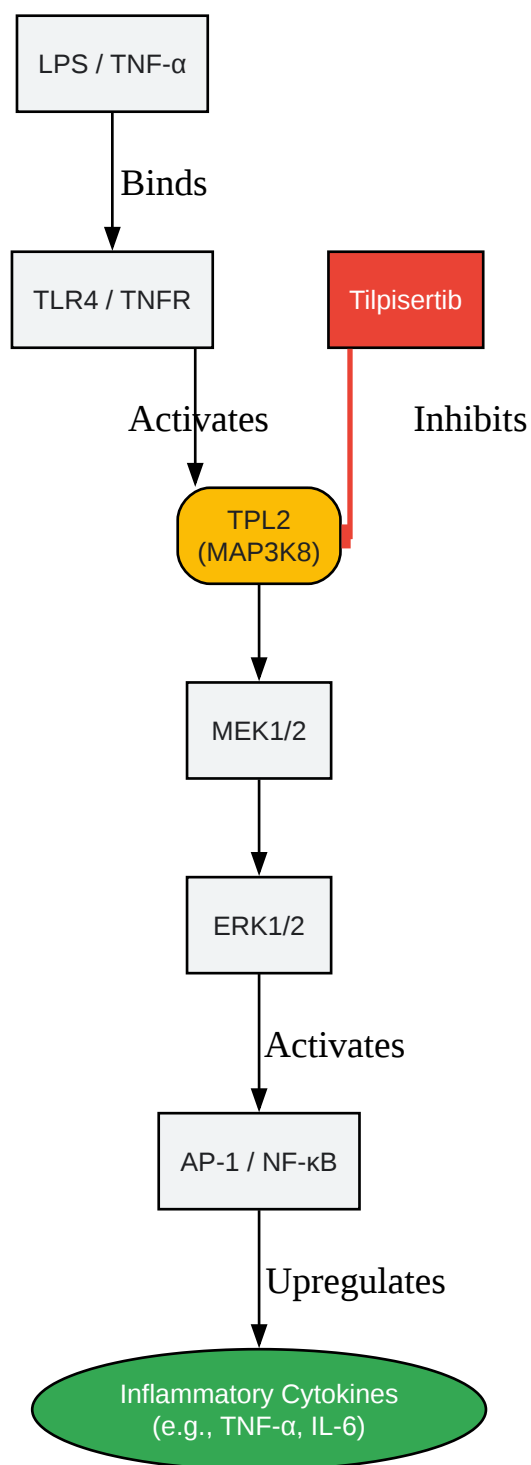 LPS / TNF-α
Binds
TLR4 / TNFR
Tilpisertib
Activates
Inhibits
TPL2
(MAP3K8)
MEK1/2
ERK1/2
Activates
AP-1 / NF-κB
Upregulates
Inflammatory Cytokines
(e.g., TNF-α, IL-6)